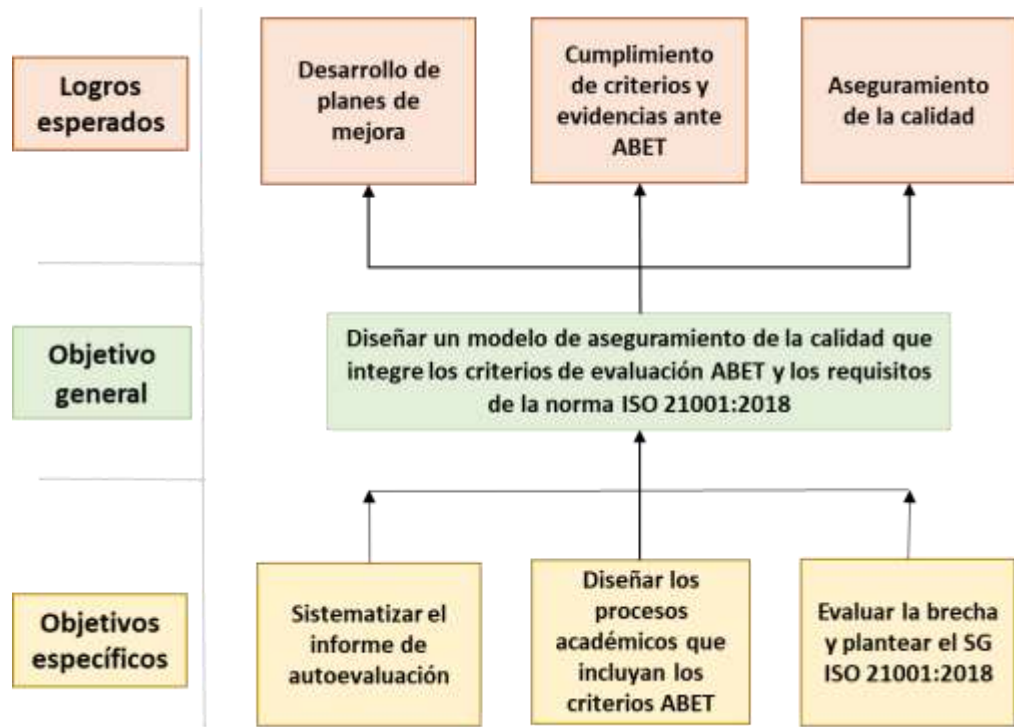 Logros
esperados
Desarrollo de
planes de
mejora
Cumplimiento
de criterios y
evidencias ante
ABET
Aseguramiento
de la calidad
Objetivo
general
Diseñar un modelo de aseguramiento de la calidad que
integre los criterios de evaluación ABET y los requisitos
de la norma ISO 21001:2018
Objetivos
específicos
Sistematizar el
informe de
autoevaluación
Diseñar los
procesos
académicos que
incluyan los
criterios ABET
Evaluar la brecha
y plantear el SG
ISO 21001:2018